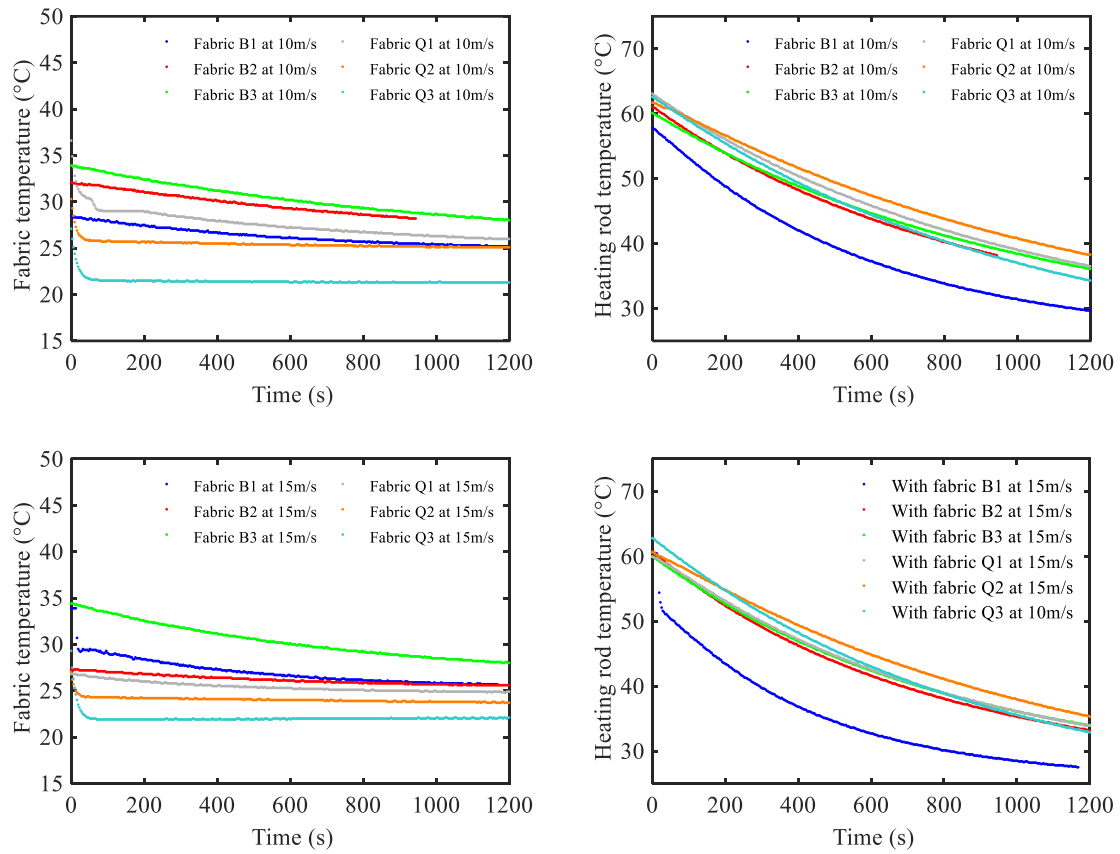 Fabric temperature (°C)
50
45
40
35
30
25
20
15
Fabric B1 at 10m/s
Fabric B2 at 10m/s
Fabric B3 at 10m/s
Fabric Q1 at 10m/s
Fabric Q2 at 10m/s
Fabric Q3 at 10m/s
0 200 400 600 800 1000 1200
Time (s)
Heating rod temperature (°C)
70
60
50
40
30
Fabric B1 at 10m/s
Fabric B2 at 10m/s
Fabric B3 at 10m/s
Fabric Q1 at 10m/s
Fabric Q2 at 10m/s
Fabric Q3 at 10m/s
0 200 400 600 800 1000 1200
Time (s)
Fabric temperature (°C)
50
45
40
35
30
25
20
15
Fabric B1 at 15m/s
Fabric B2 at 15m/s
Fabric B3 at 15m/s
Fabric Q1 at 15m/s
Fabric Q2 at 15m/s
Fabric Q3 at 15m/s
0 200 400 600 800 1000 1200
Time (s)
Heating rod temperature (°C)
70
60
50
40
30
With fabric B1 at 15m/s
With fabric B2 at 15m/s
With fabric B3 at 15m/s
With fabric Q1 at 15m/s
With fabric Q2 at 15m/s
With fabric Q3 at 10m/s
0 200 400 600 800 1000 1200
Time (s)